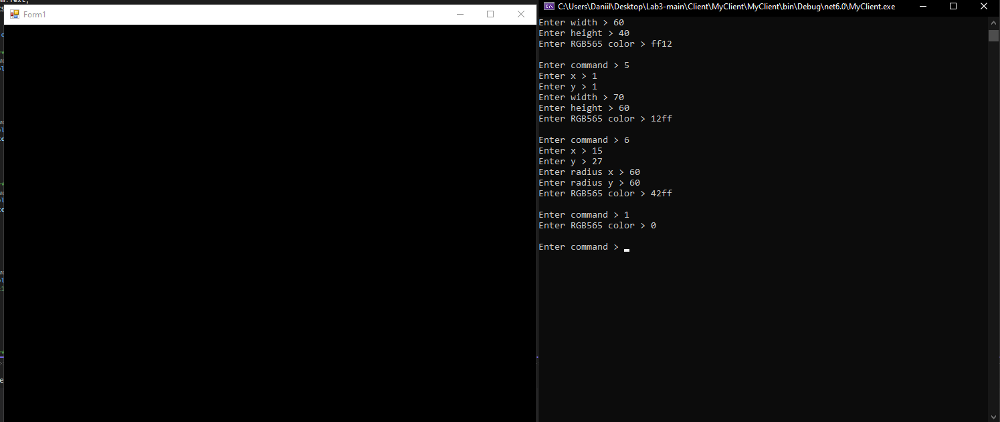 Form1
C:\Users\Daniil\Desktop\Lab3-main\Client\MyClient\MyClient\bin\Debug\net6.0\MyClient.exe
Enter width > 60
Enter height > 40
Enter RGB565 color > ff12
Enter command > 5
Enter x > 1
Enter y > 1
Enter width > 70
Enter height > 60
Enter RGB565 color > 12ff
Enter command > 6
Enter x > 15
Enter y > 27
Enter radius x > 60
Enter radius y > 60
Enter RGB565 color > 42ff
Enter command > 1
Enter RGB565 color > 0
Enter command >